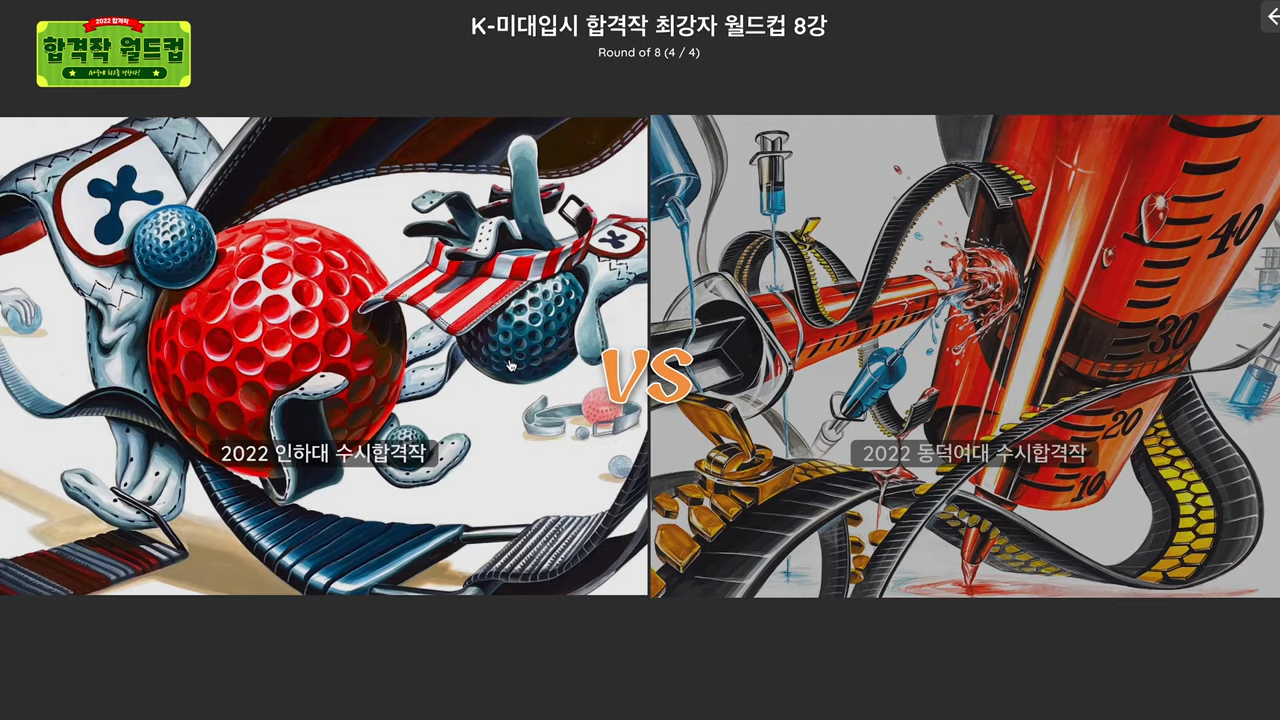 2022 합격작
합격작 월드컵
K-미대입시 합격작 최강자 월드컵 8강
Round of 8 (4 / 4)
VS
2022 인하대 수시합격작
2022 동덕여대 수시합격작
40
30
20
10